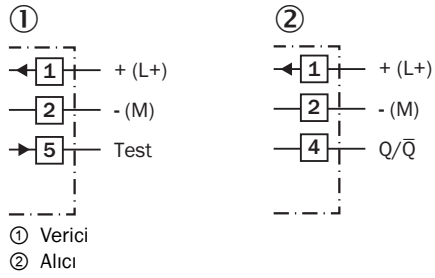 ① ②
1 + (L+) 1 + (L+)
2 - (M) 2 - (M)
5 Test 4 Q/Q̅
① Verici
② Alıcı